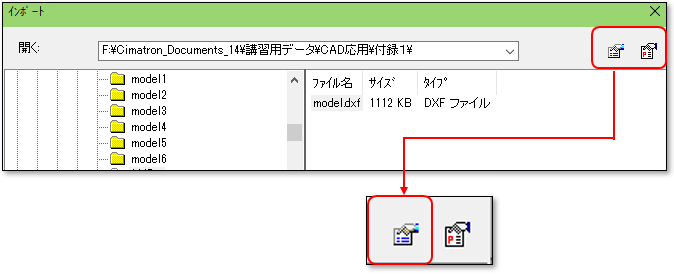 インポート
開く:
F:¥Cimatron_Documents_14¥講習用データ¥CAD応用¥付録1¥
model1
model2
model3
model4
model5
model6
ファイル名 サイズ タイプ
model.dxf 1112 KB DXF ファイル